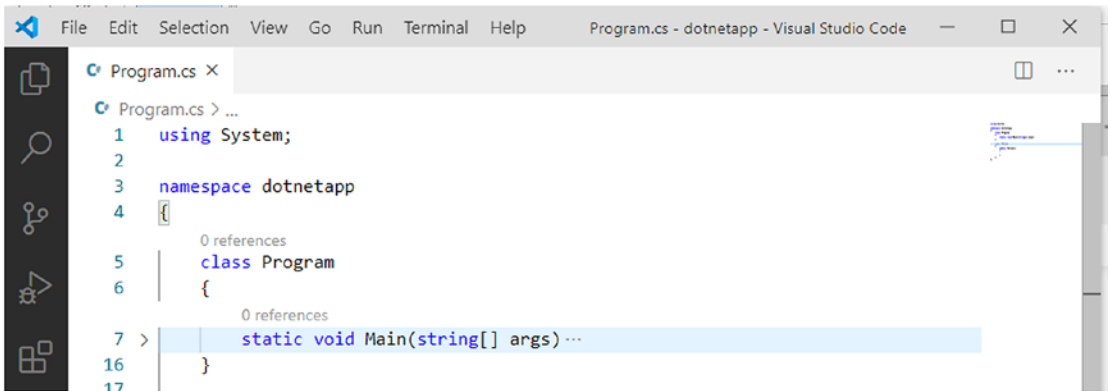 File Edit Selection View Go Run Terminal Help Program.cs - dotnetapp - Visual Studio Code
C# Program.cs
C# Program.cs > ...
1 using System;
2
3 namespace dotnetapp
4 {
0 references
5 class Program
6 {
0 references
7 > static void Main(string[] args)···
16 }
17